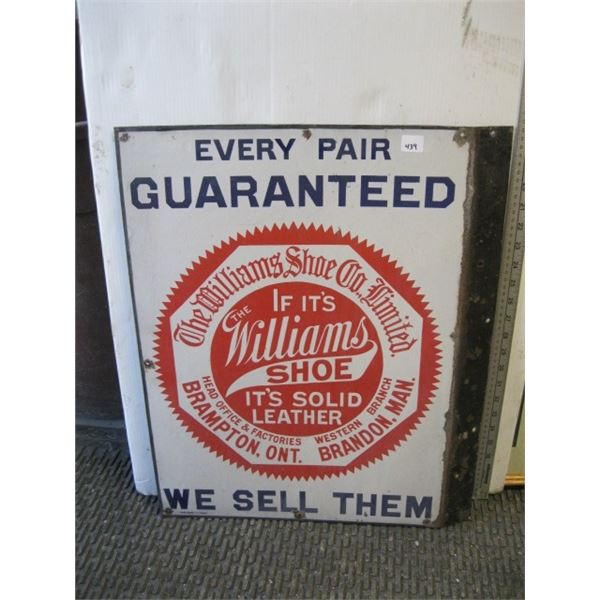 EVERY PAIR
439
GUARANTEED
The Williams Shoe Co, Limited.
IF IT'S
THE
Williams
SHOE
IT'S SOLID
LEATHER
HEAD OFFICE & FACTORIES
BRAMPTON, ONT.
WESTERN BRANCH
BRANDON, MAN.
WE SELL THEM